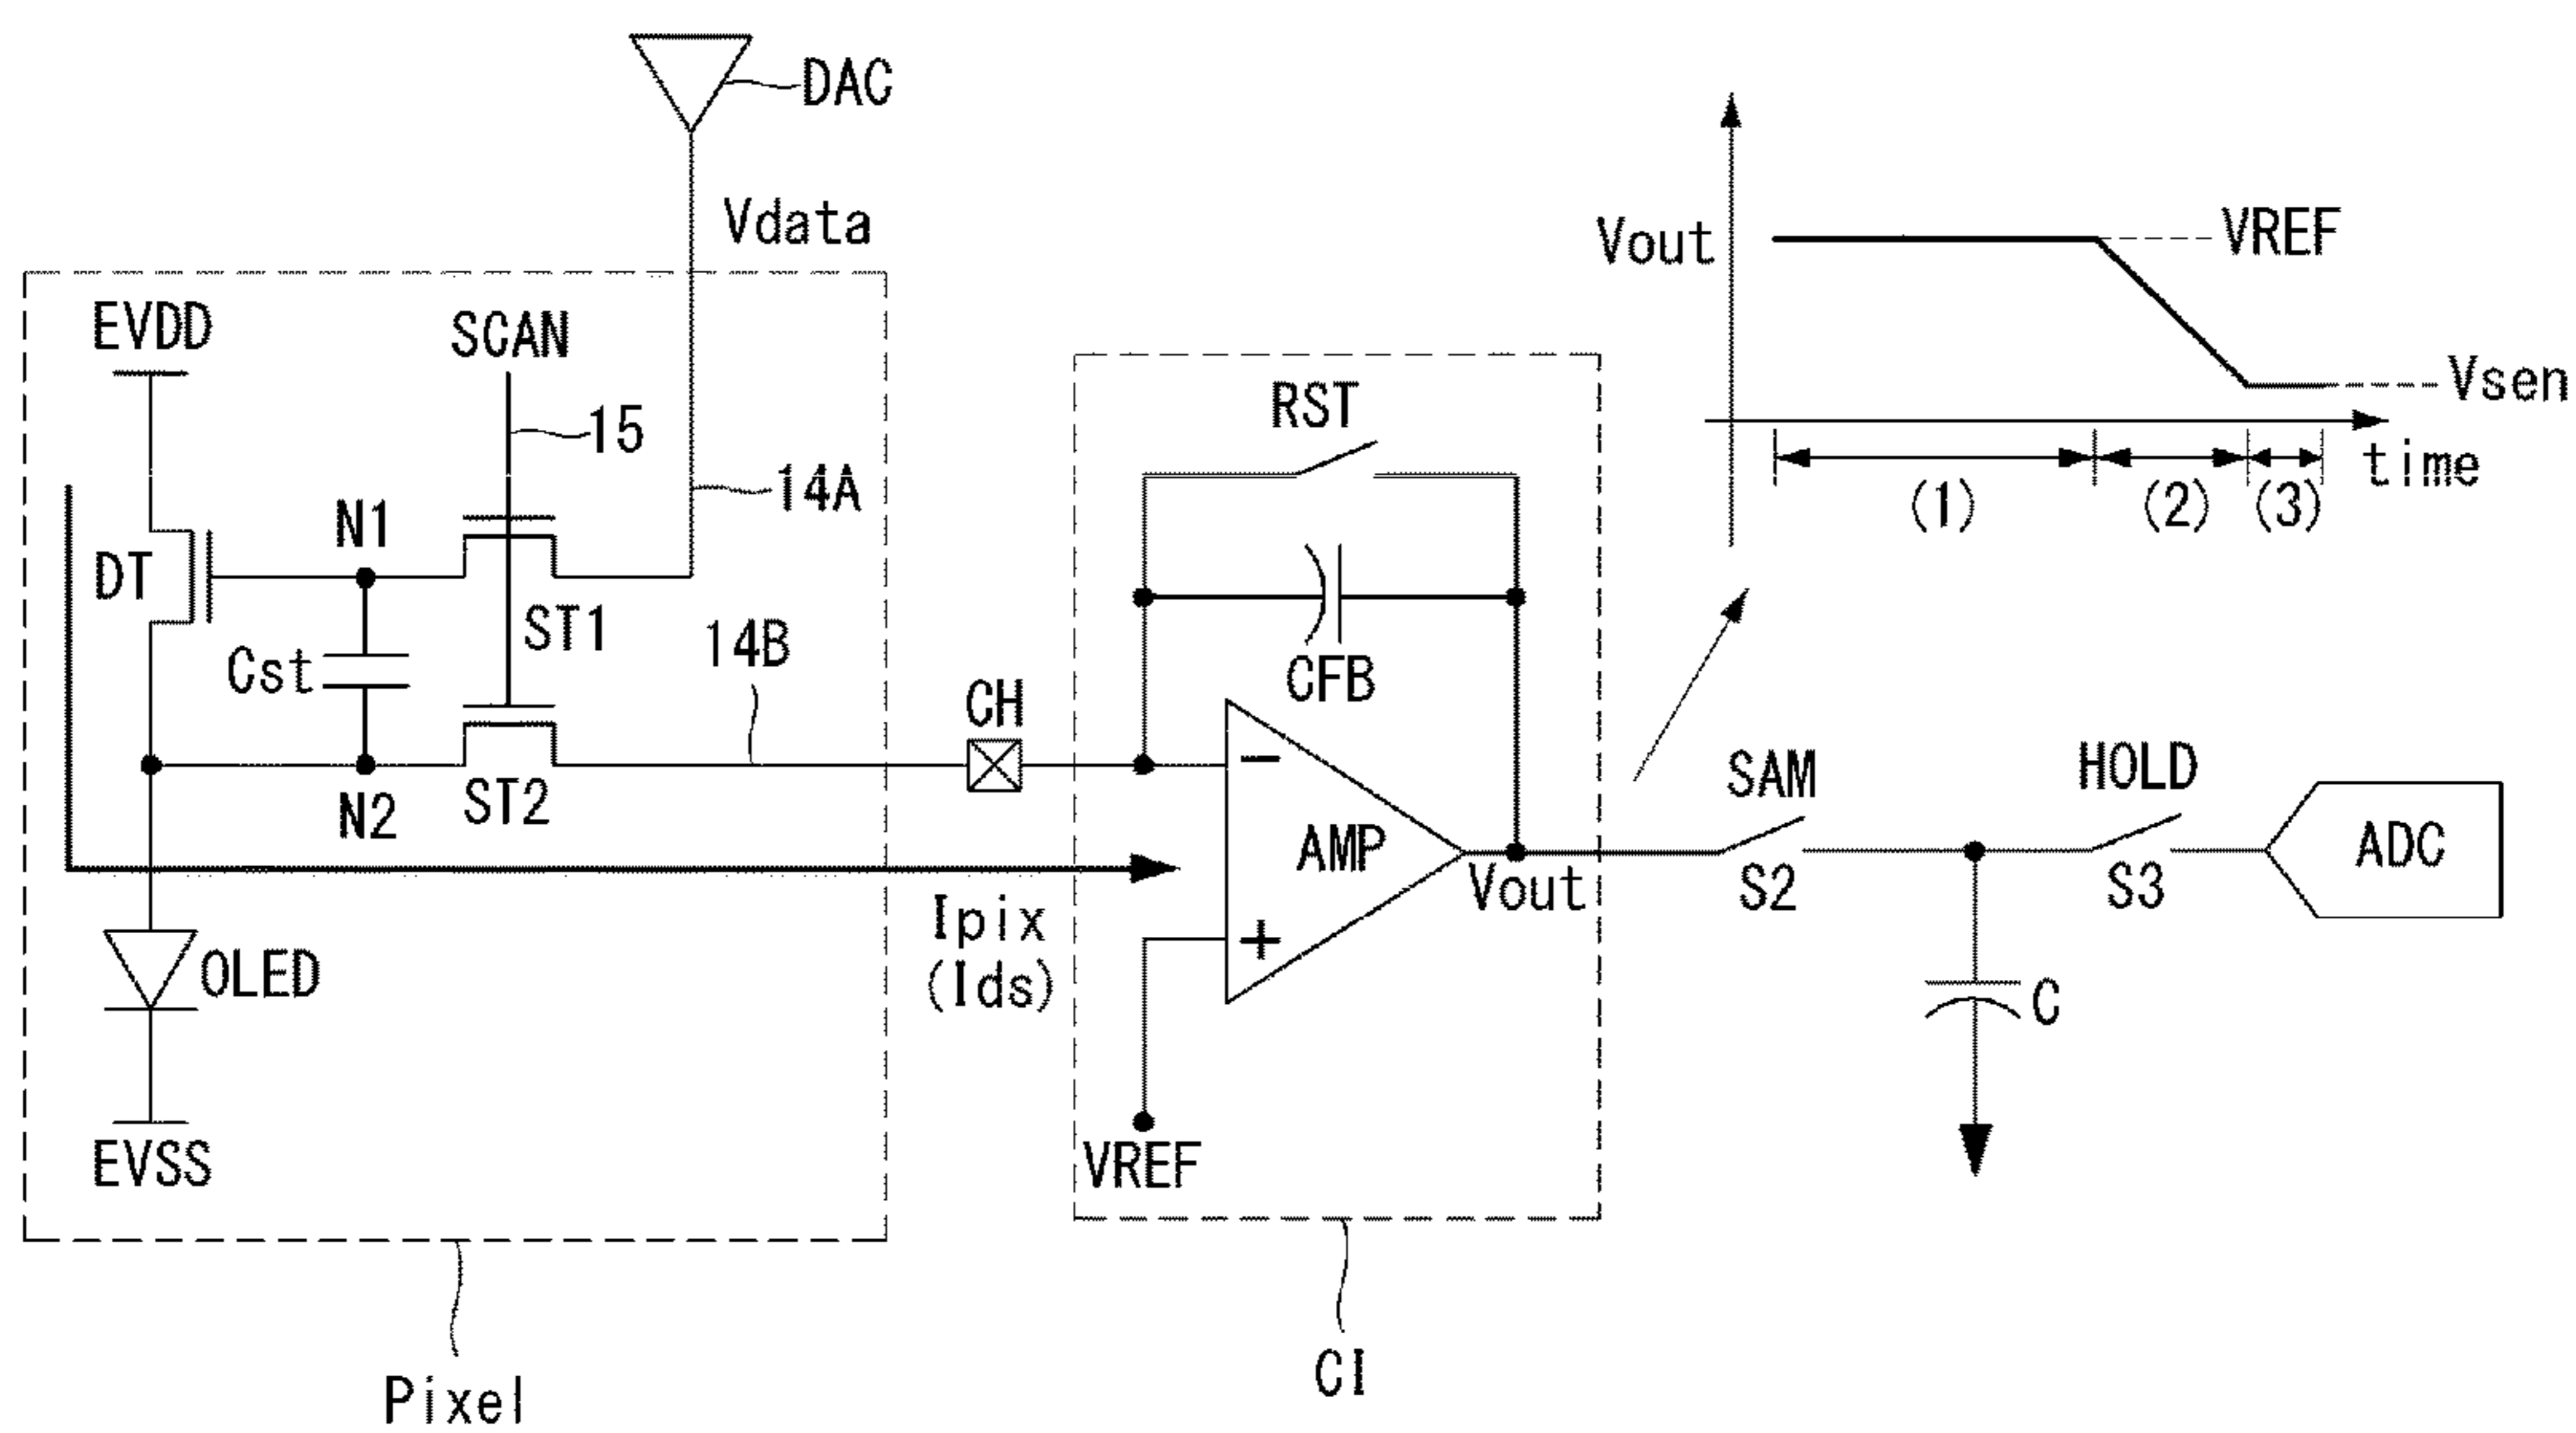 DAC
Vdata
Vout
VREF
Vsen
time
(1)
(2)
(3)
EVDD
SCAN
15
14A
RST
N1
DT
ST1
14B
Cst
CFB
CH
N2
ST2
AMP
SAM
HOLD
ADC
Vout
S2
S3
Ipix
(Ids)
OLED
C
EVSS
VREF
Pixel
CI
−
+